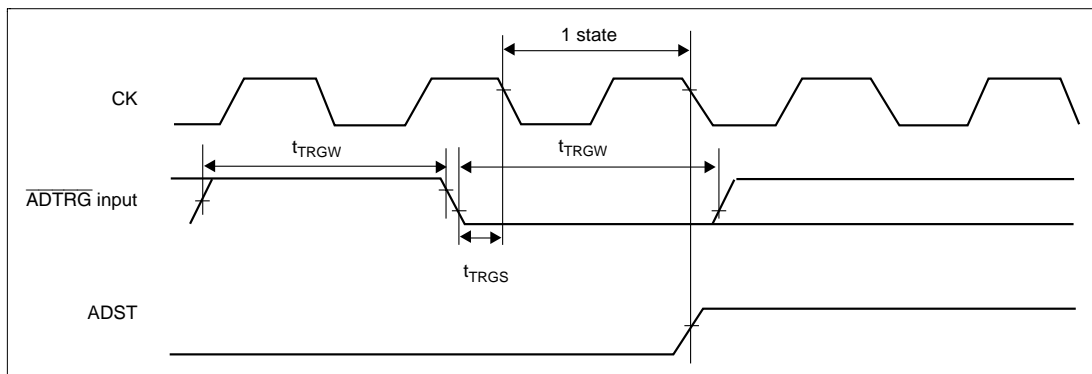 1 state
CK
tTRGW
tTRGW
ADTRG input
tTRGS
ADST